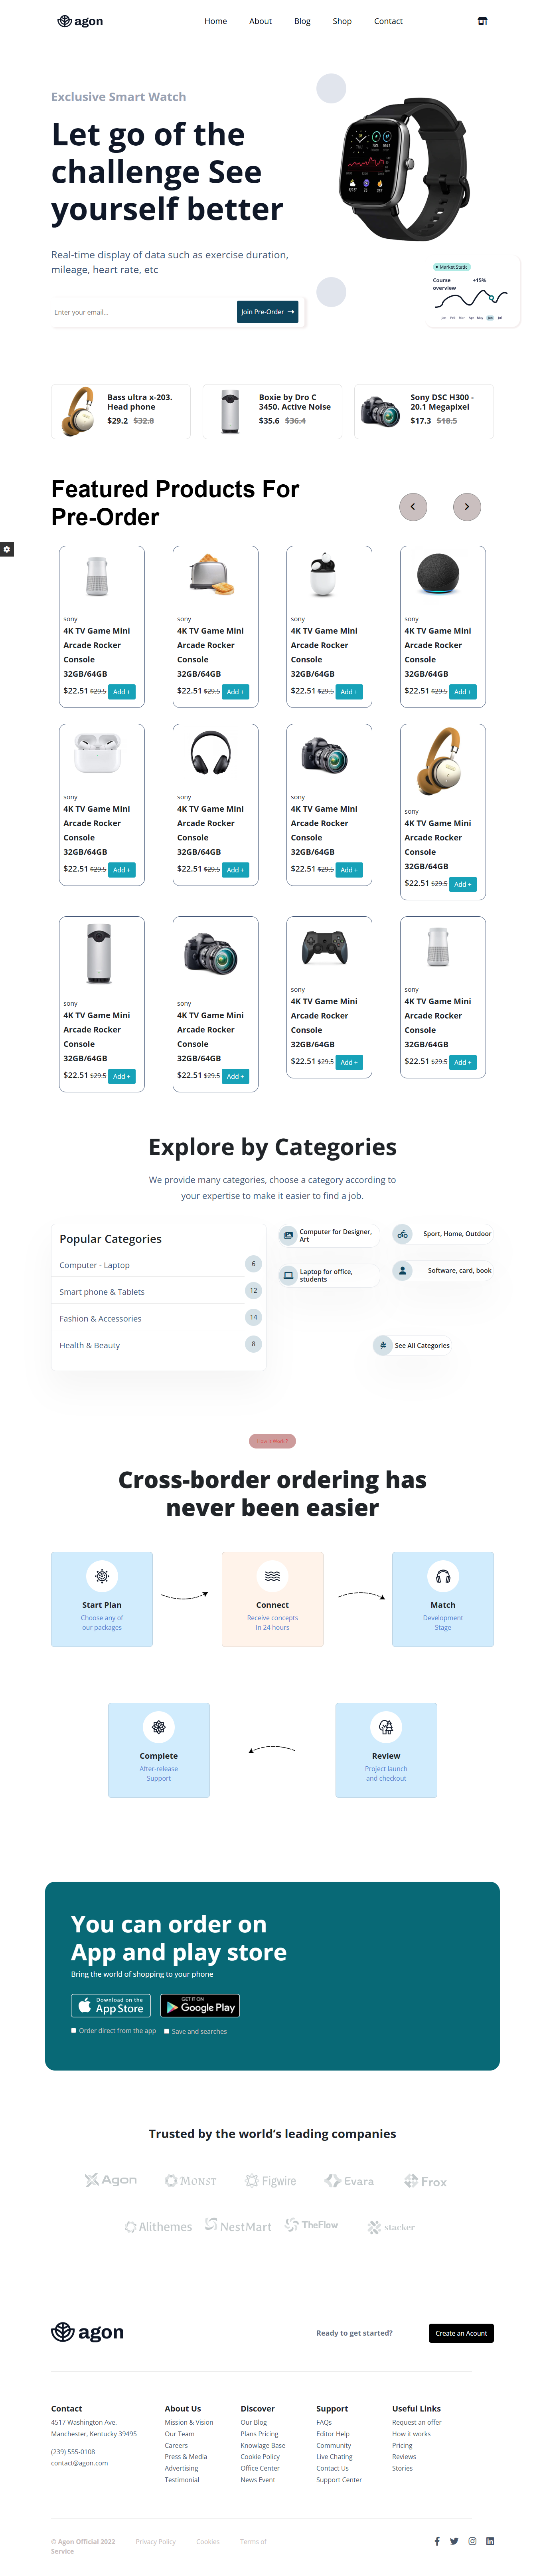 agon
Home About Blog Shop Contact
Exclusive Smart Watch
Let go of the
challenge See
yourself better
Real-time display of data such as exercise duration,
mileage, heart rate, etc
Enter your email...
Join Pre-Order
Market Static
Course
overview
+15%
Jan Feb Mar Apr May Jun Jul
Bass ultra x-203.
Head phone
$29.2 $32.8
Boxie by Dro C
3450. Active Noise
$35.6 $36.4
Sony DSC H300 -
20.1 Megapixel
$17.3 $18.5
Featured Products For
Pre-Order
sony
4K TV Game Mini
Arcade Rocker
Console
32GB/64GB
$22.51 $29.5 Add +
sony
4K TV Game Mini
Arcade Rocker
Console
32GB/64GB
$22.51 $29.5 Add +
sony
4K TV Game Mini
Arcade Rocker
Console
32GB/64GB
$22.51 $29.5 Add +
sony
4K TV Game Mini
Arcade Rocker
Console
32GB/64GB
$22.51 $29.5 Add +
sony
4K TV Game Mini
Arcade Rocker
Console
32GB/64GB
$22.51 $29.5 Add +
sony
4K TV Game Mini
Arcade Rocker
Console
32GB/64GB
$22.51 $29.5 Add +
sony
4K TV Game Mini
Arcade Rocker
Console
32GB/64GB
$22.51 $29.5 Add +
sony
4K TV Game Mini
Arcade Rocker
Console
32GB/64GB
$22.51 $29.5 Add +
sony
4K TV Game Mini
Arcade Rocker
Console
32GB/64GB
$22.51 $29.5 Add +
sony
4K TV Game Mini
Arcade Rocker
Console
32GB/64GB
$22.51 $29.5 Add +
sony
4K TV Game Mini
Arcade Rocker
Console
32GB/64GB
$22.51 $29.5 Add +
sony
4K TV Game Mini
Arcade Rocker
Console
32GB/64GB
$22.51 $29.5 Add +
Explore by Categories
We provide many categories, choose a category according to
your expertise to make it easier to find a job.
Popular Categories
Computer - Laptop 6
Smart phone & Tablets 12
Fashion & Accessories 14
Health & Beauty 8
Computer for Designer,
Art
Sport, Home, Outdoor
Laptop for office,
students
Software, card, book
See All Categories
Cross-border ordering has
never been easier
Start Plan
Choose any of
our packages
Connect
Receive concepts
In 24 hours
Match
Development
Stage
Complete
After-release
Support
Review
Project launch
and checkout
You can order on
App and play store
Bring the world of shopping to your phone
Download on the
App Store
GET IT ON
Google Play
Order direct from the app Save and searches
Trusted by the world's leading companies
Agon Monst Figwire Evara Frox
Alithemes NestMart TheFlow stacker
agon
Ready to get started?
Create an Acount
Contact
4517 Washington Ave.
Manchester, Kentucky 39495
(239) 555-0108
contact@agon.com
About Us
Mission & Vision
Our Team
Careers
Press & Media
Advertising
Testimonial
Discover
Our Blog
Plans Pricing
Knowlage Base
Cookie Policy
Office Center
News Event
Support
FAQs
Editor Help
Community
Live Chating
Contact Us
Support Center
Useful Links
Request an offer
How it works
Pricing
Reviews
Stories
© Agon Official 2022 Privacy Policy Cookies Terms of
Service